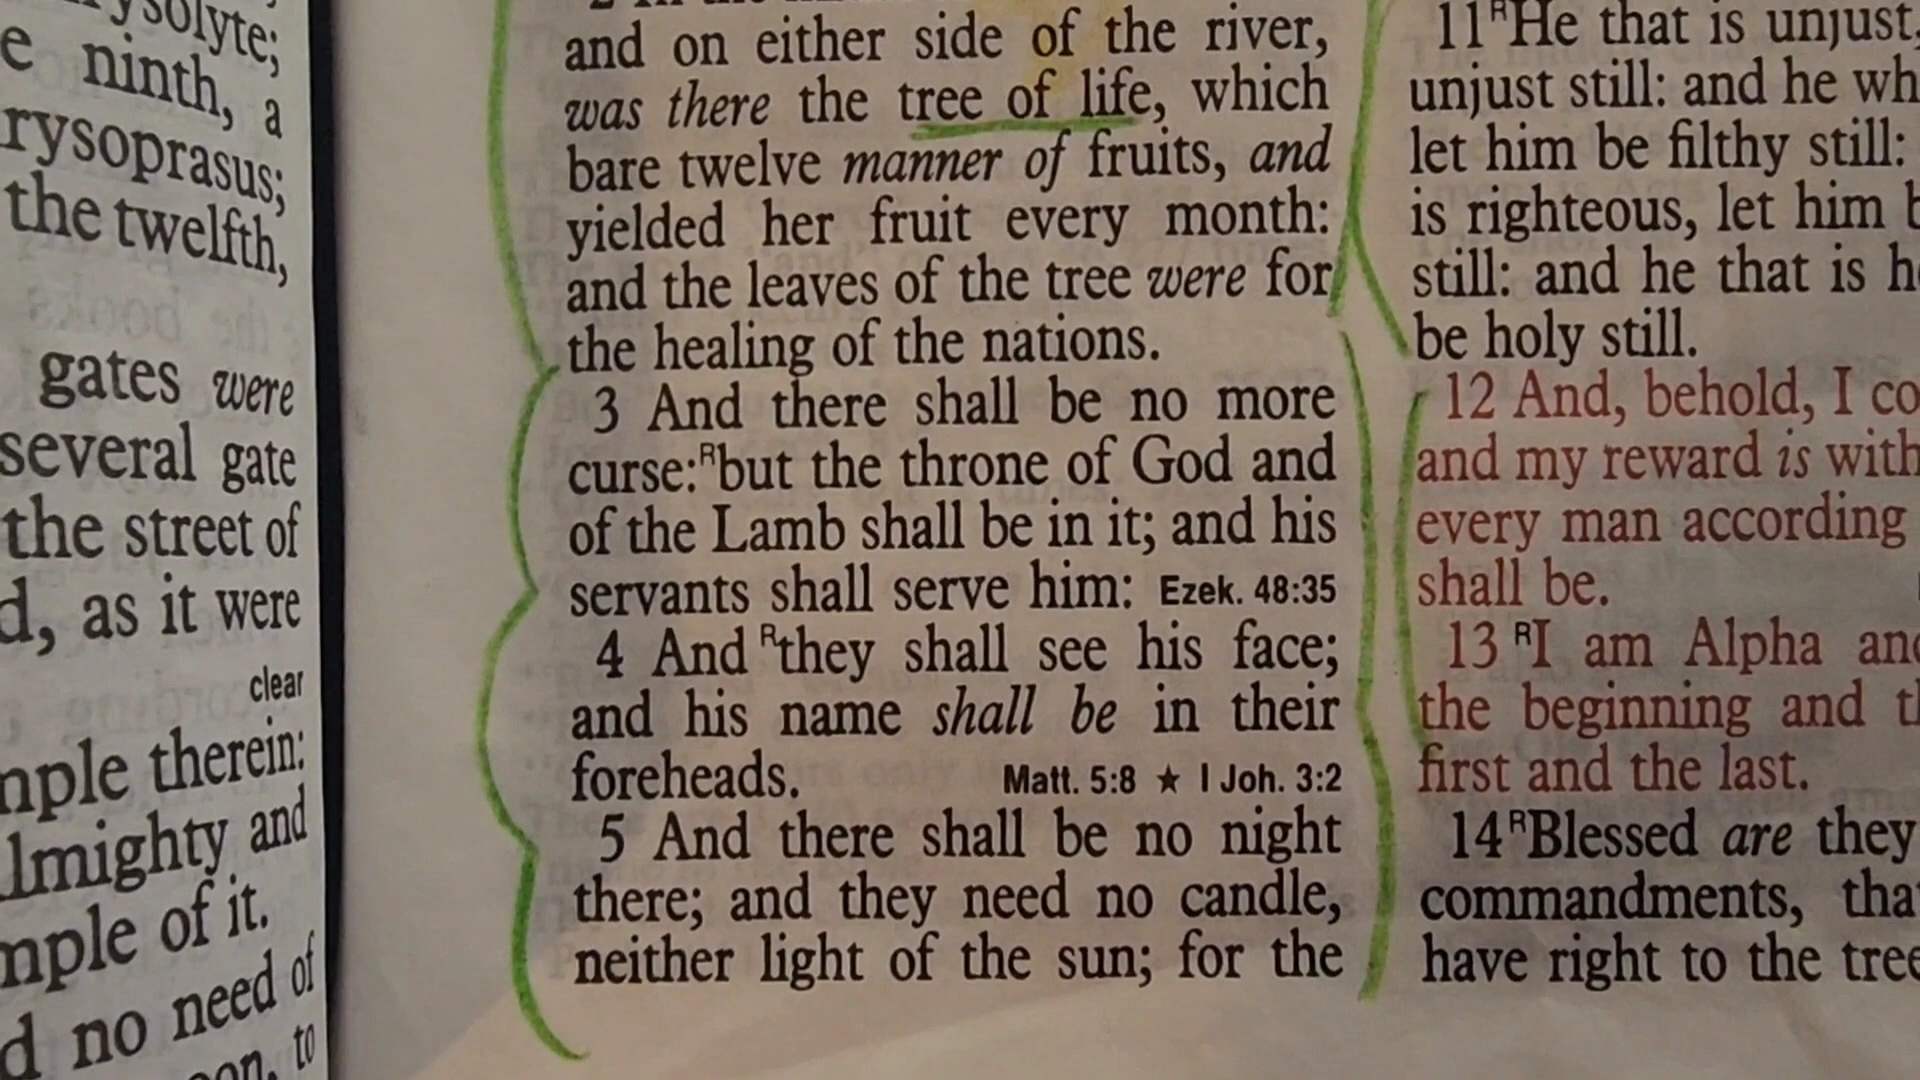 rysolyte;
e ninth, a
rysoprasus;
the twelfth,
gates were
several gate
the street of
d, as it were
clear
mple therein:
lmighty and
mple of it.
d no need of
oon, to
and on either side of the river,
was there the tree of life, which
bare twelve manner of fruits, and
yielded her fruit every month:
and the leaves of the tree were for
the healing of the nations.
3 And there shall be no more
curse: R but the throne of God and
of the Lamb shall be in it; and his
servants shall serve him: Ezek. 48:35
4 And R they shall see his face;
and his name shall be in their
foreheads. Matt. 5:8 ★ I Joh. 3:2
5 And there shall be no night
there; and they need no candle,
neither light of the sun; for the
11 R He that is unjust,
unjust still: and he wh
let him be filthy still:
is righteous, let him b
still: and he that is ho
be holy still.
12 And, behold, I co
and my reward is with
every man according
shall be.
13 R I am Alpha and
the beginning and th
first and the last.
14 R Blessed are they
commandments, tha
have right to the tree